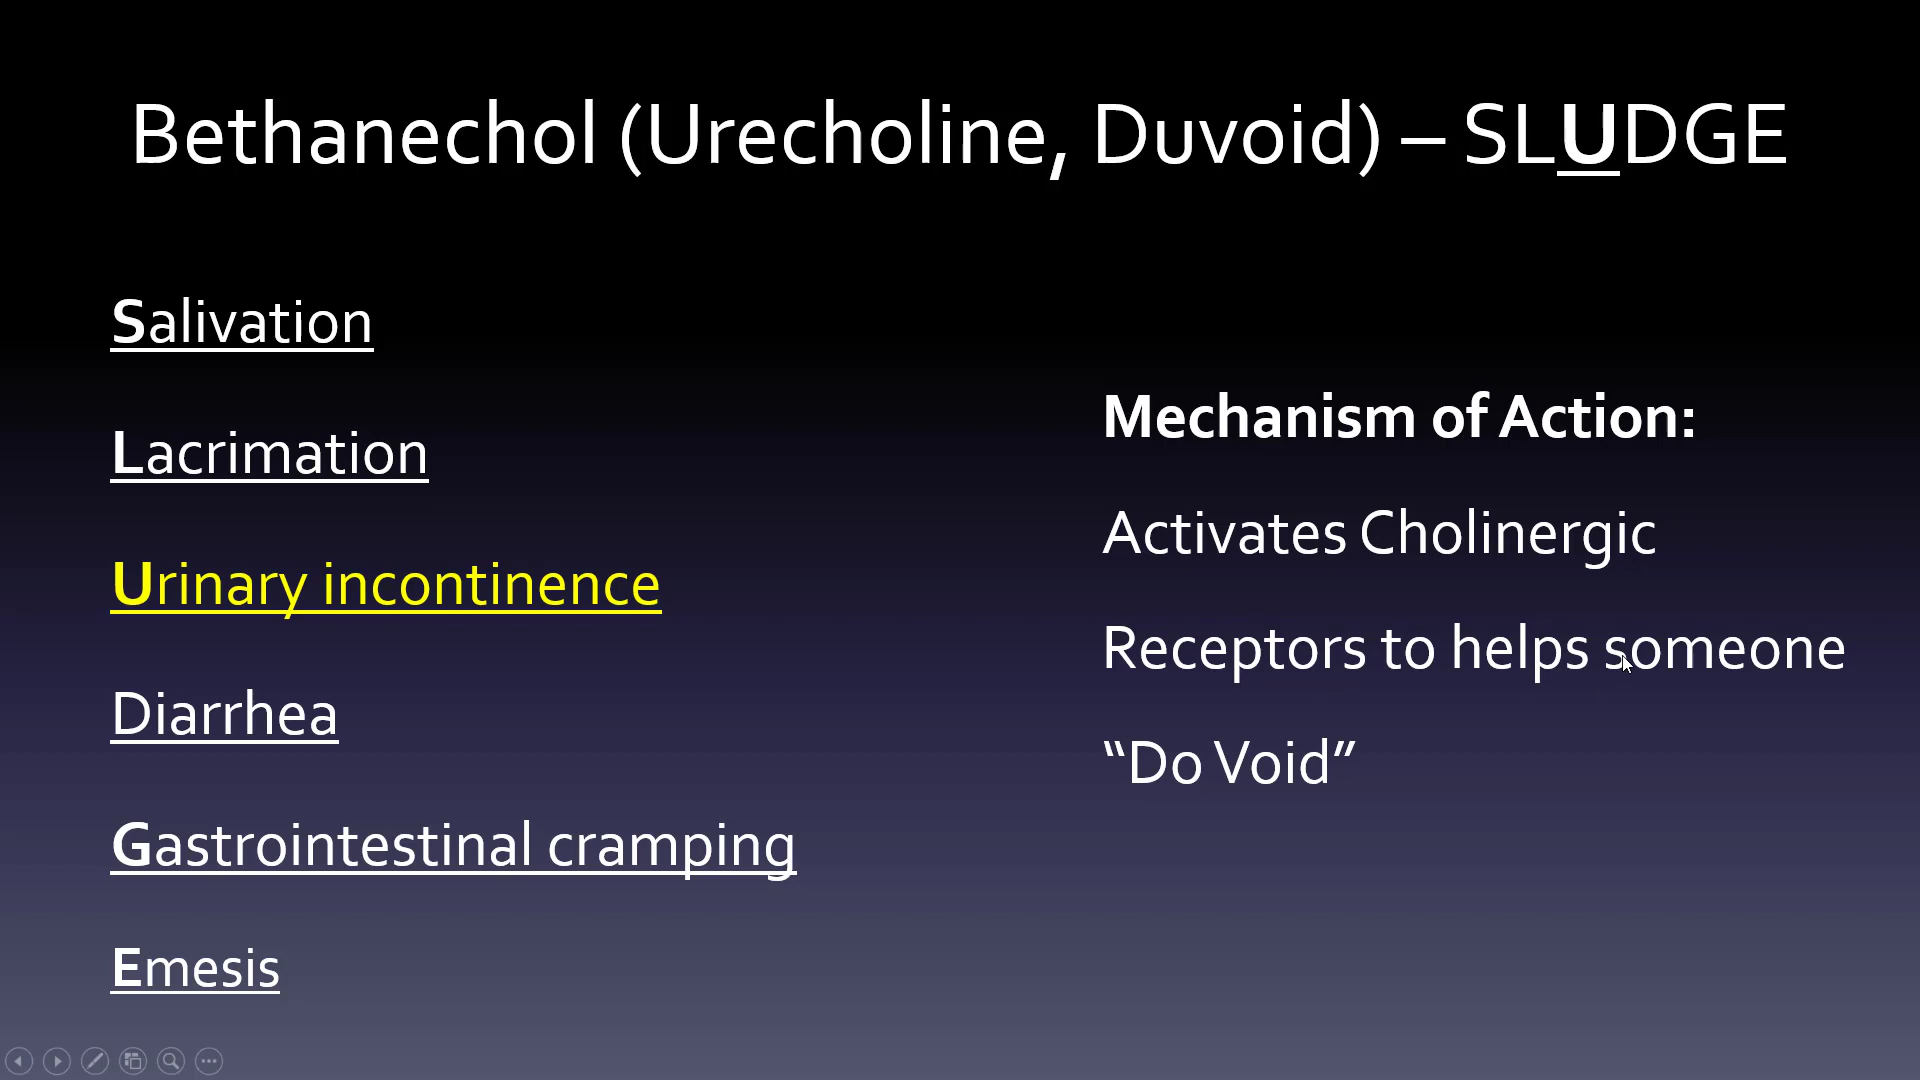 Bethanechol (Urecholine, Duvoid) – SLUDGE
Salivation
Lacrimation
Urinary incontinence
Diarrhea
Gastrointestinal cramping
Emesis
Mechanism of Action:
Activates Cholinergic
Receptors to helps someone
“Do Void”